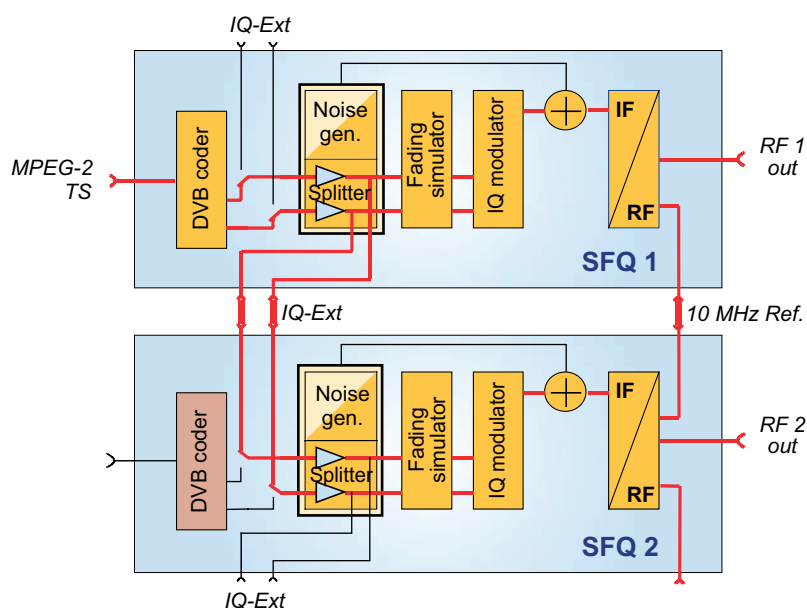 IQ-Ext
MPEG-2
TS
DVB coder
Noise
gen.
Splitter
Fading
simulator
IQ modulator
IF
RF
RF 1
out
SFQ 1
IQ-Ext
10 MHz Ref.
DVB coder
Noise
gen.
Splitter
Fading
simulator
IQ modulator
IF
RF
RF 2
out
SFQ 2
IQ-Ext